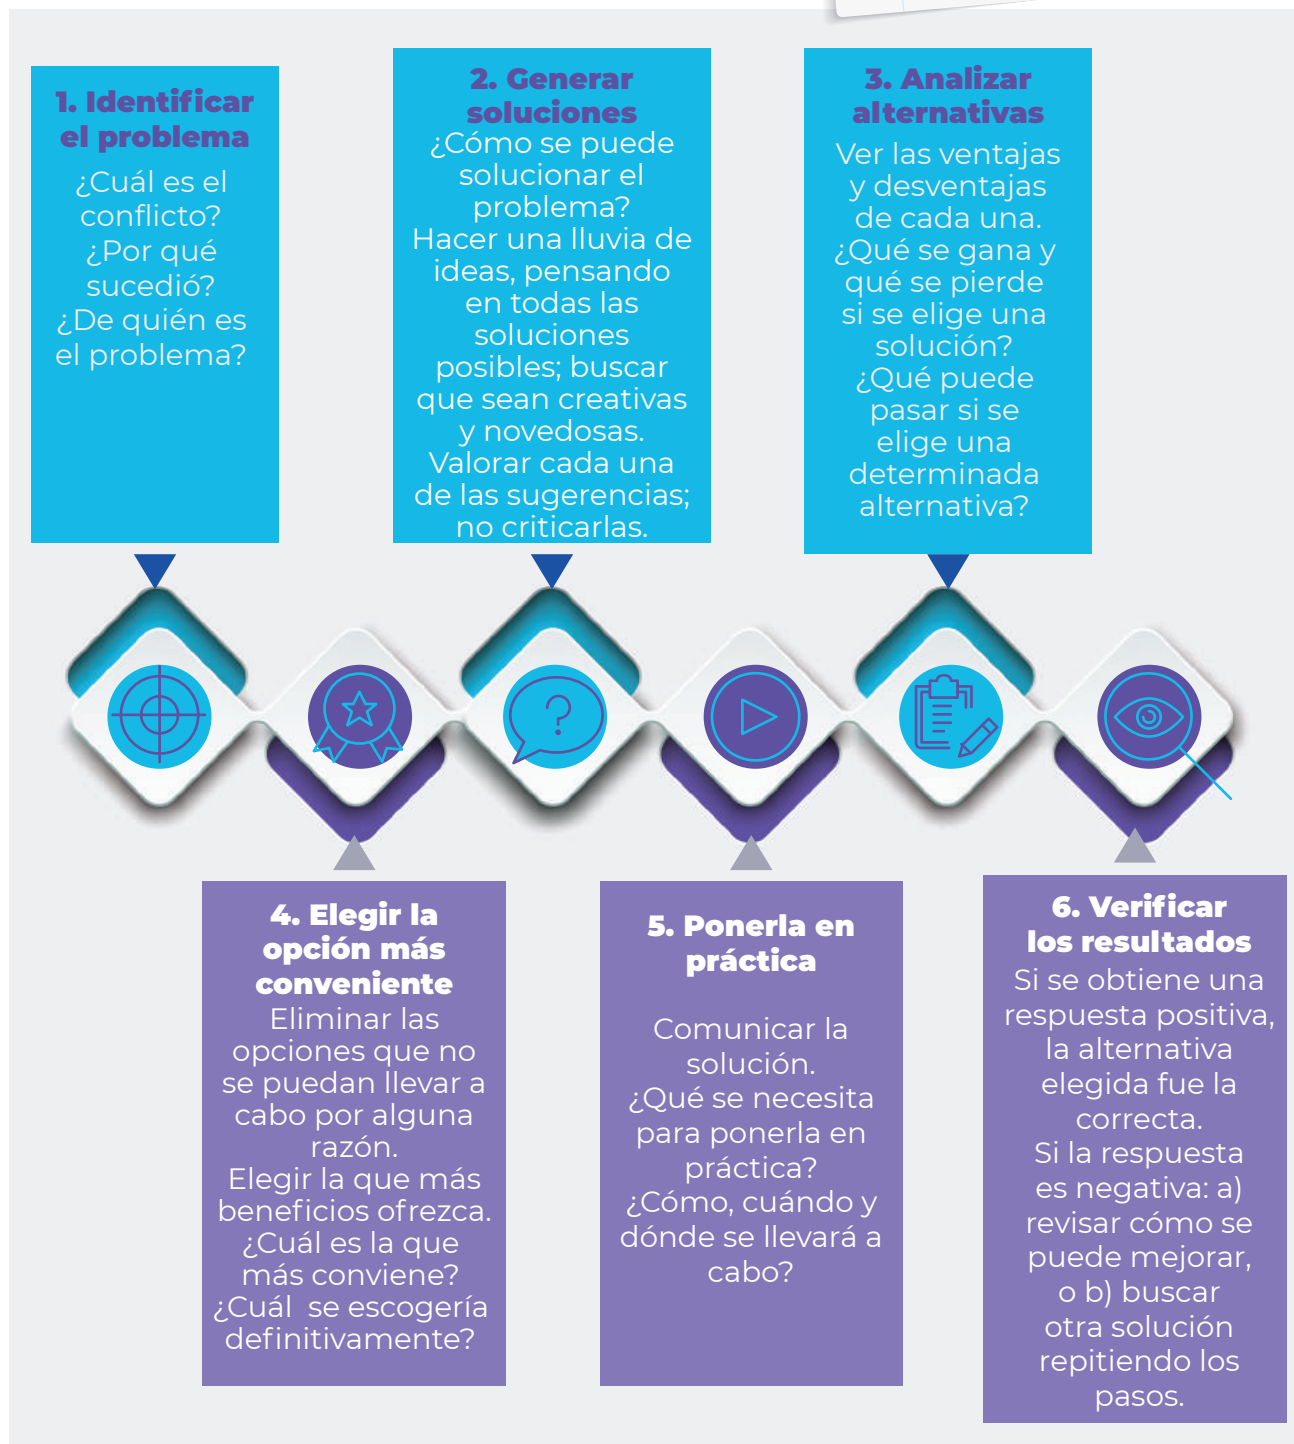 1. Identificar
el problema
¿Cuál es el
conflicto?
¿Por qué
sucedió?
¿De quién es
el problema?
2. Generar
soluciones
¿Cómo se puede
solucionar el
problema?
Hacer una lluvia de
ideas, pensando
en todas las
soluciones
posibles; buscar
que sean creativas
y novedosas.
Valorar cada una
de las sugerencias;
no criticarlas.
3. Analizar
alternativas
Ver las ventajas
y desventajas
de cada una.
¿Qué se gana y
qué se pierde
si se elige una
solución?
¿Qué puede
pasar si se
elige una
determinada
alternativa?
?
4. Elegir la
opción más
conveniente
Eliminar las
opciones que no
se puedan llevar a
cabo por alguna
razón.
Elegir la que más
beneficios ofrezca.
¿Cuál es la que
más conviene?
¿Cuál  se escogería
definitivamente?
5. Ponerla en
práctica
Comunicar la
solución.
¿Qué se necesita
para ponerla en
práctica?
¿Cómo, cuándo y
dónde se llevará a
cabo?
6. Verificar
los resultados
Si se obtiene una
respuesta positiva,
la alternativa
elegida fue la
correcta.
Si la respuesta
es negativa: a)
revisar cómo se
puede mejorar,
o b) buscar
otra solución
repitiendo los
pasos.